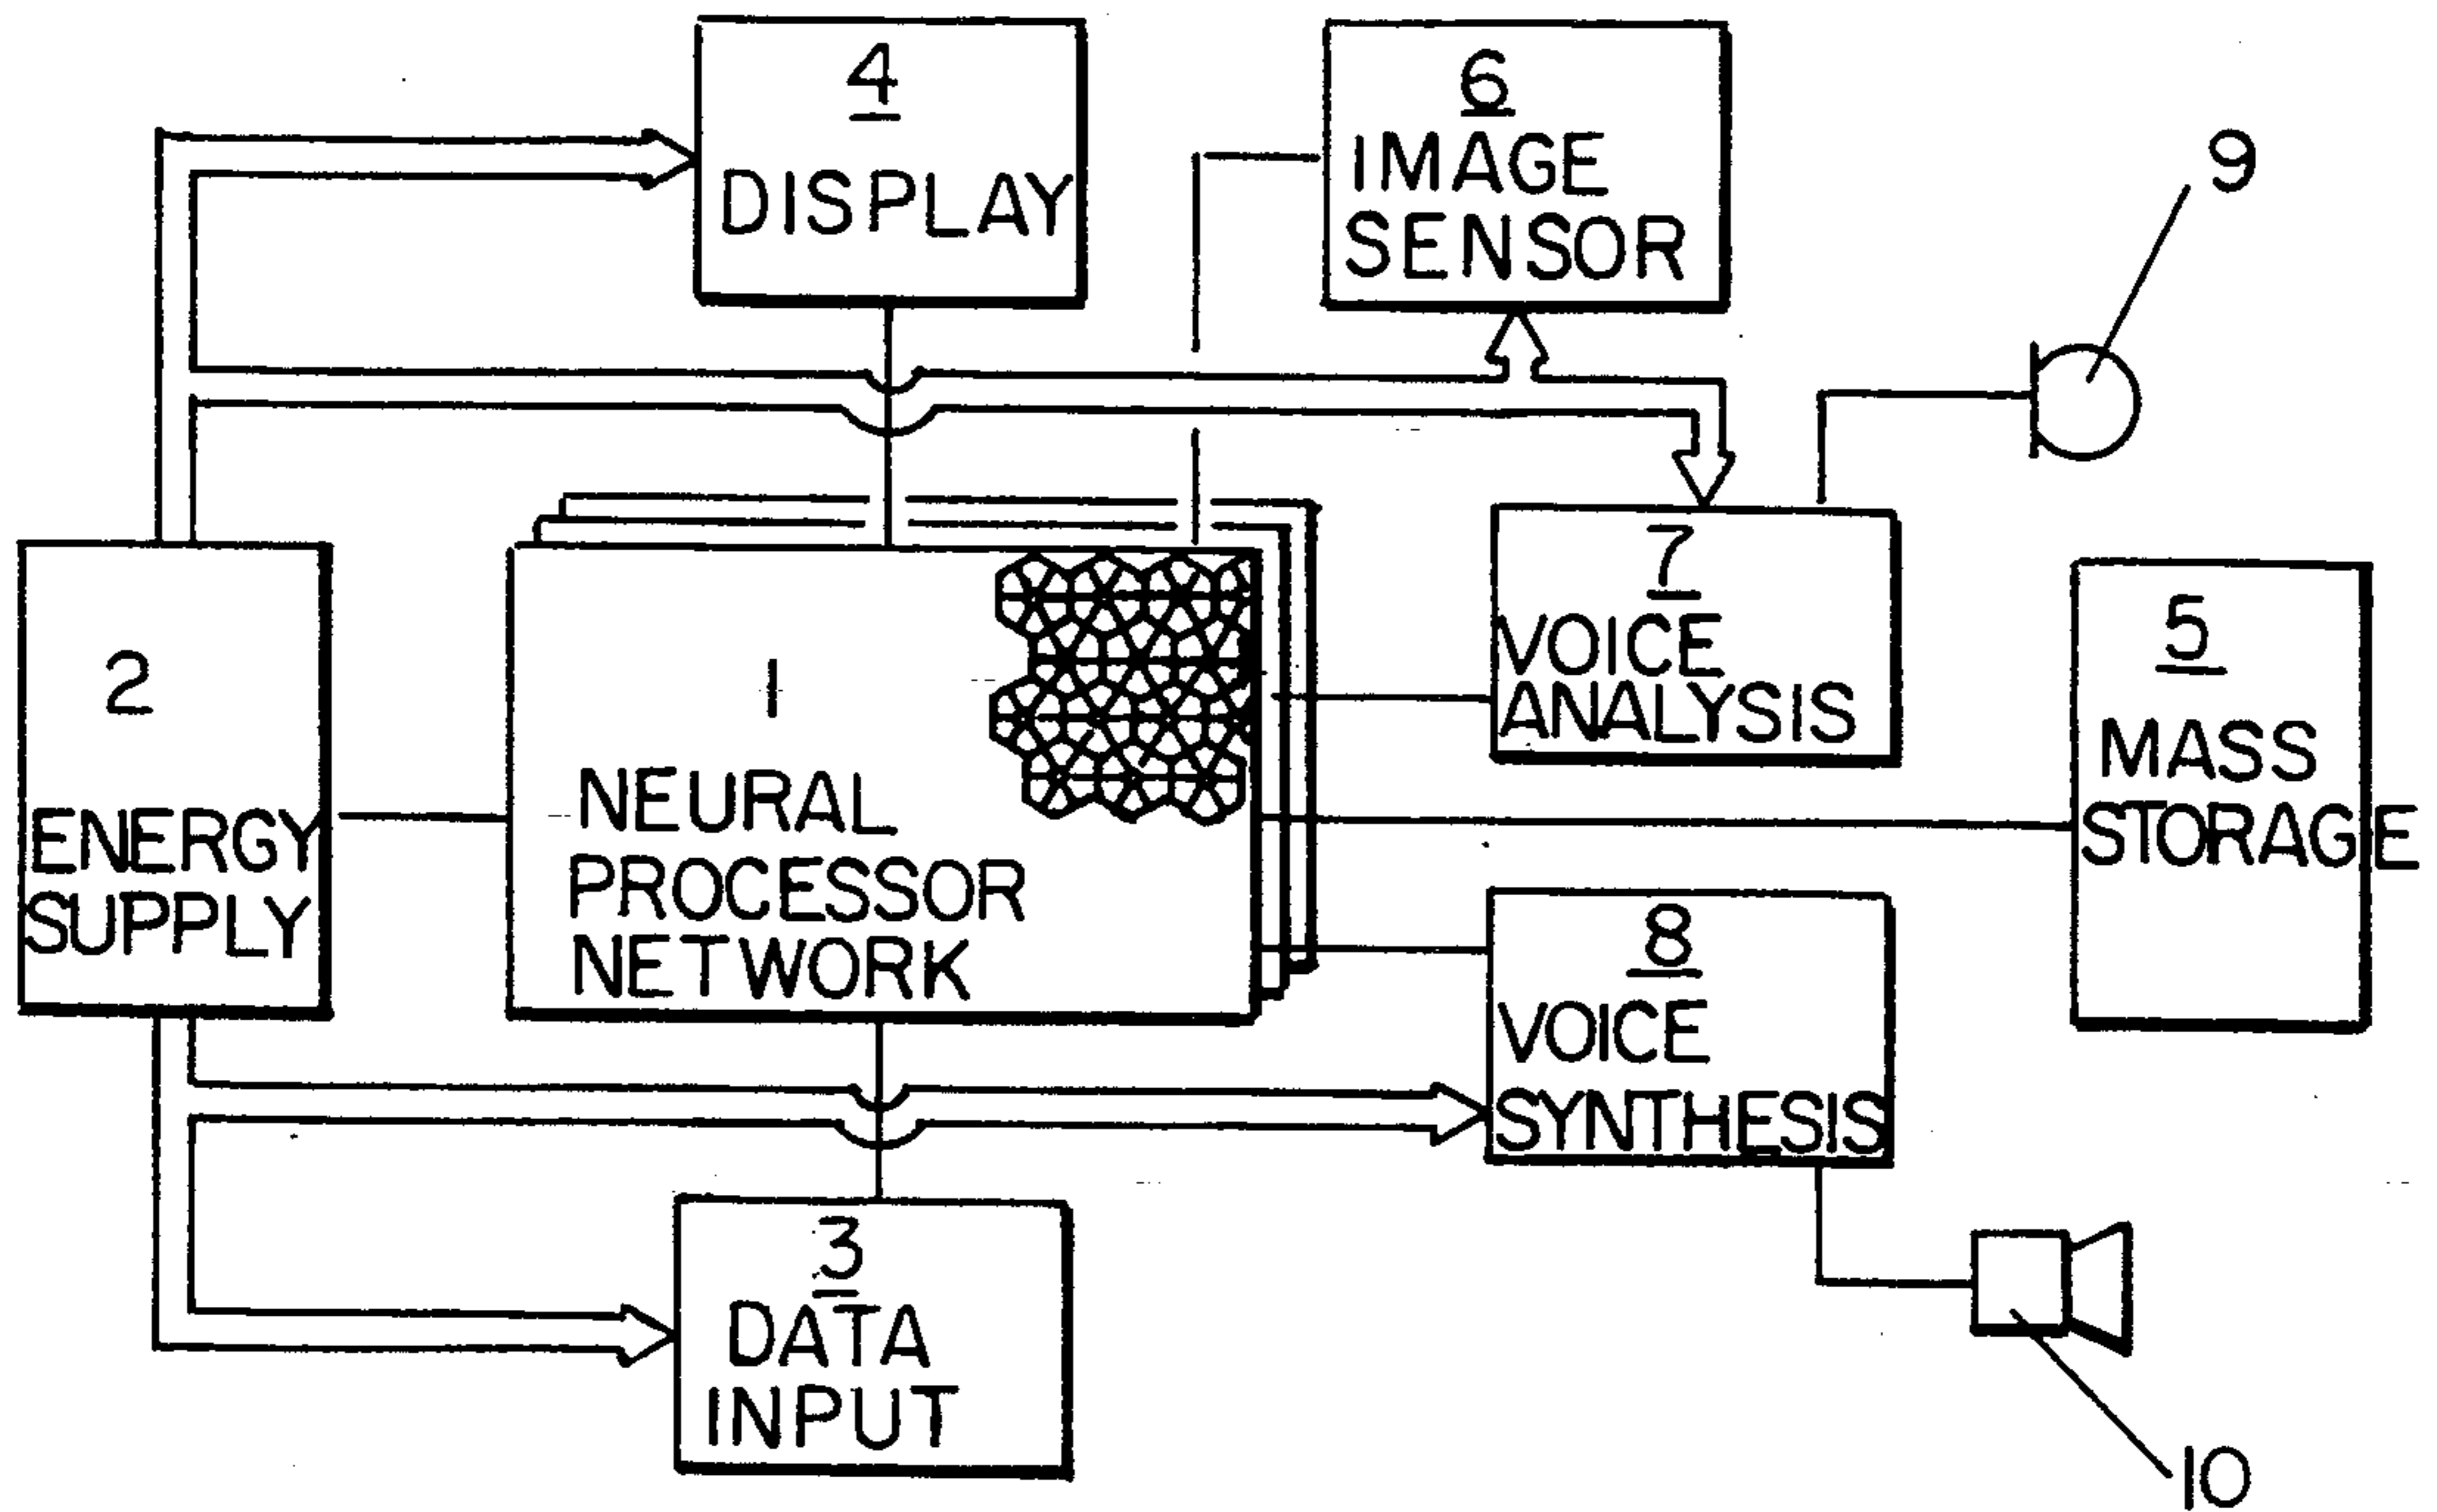 4
DISPLAY
6
IMAGE
SENSOR
9
2
ENERGY
SUPPLY
1
NEURAL
PROCESSOR
NETWORK
7
VOICE
ANALYSIS
5
MASS
STORAGE
8
VOICE
SYNTHESIS
3
DATA
INPUT
10